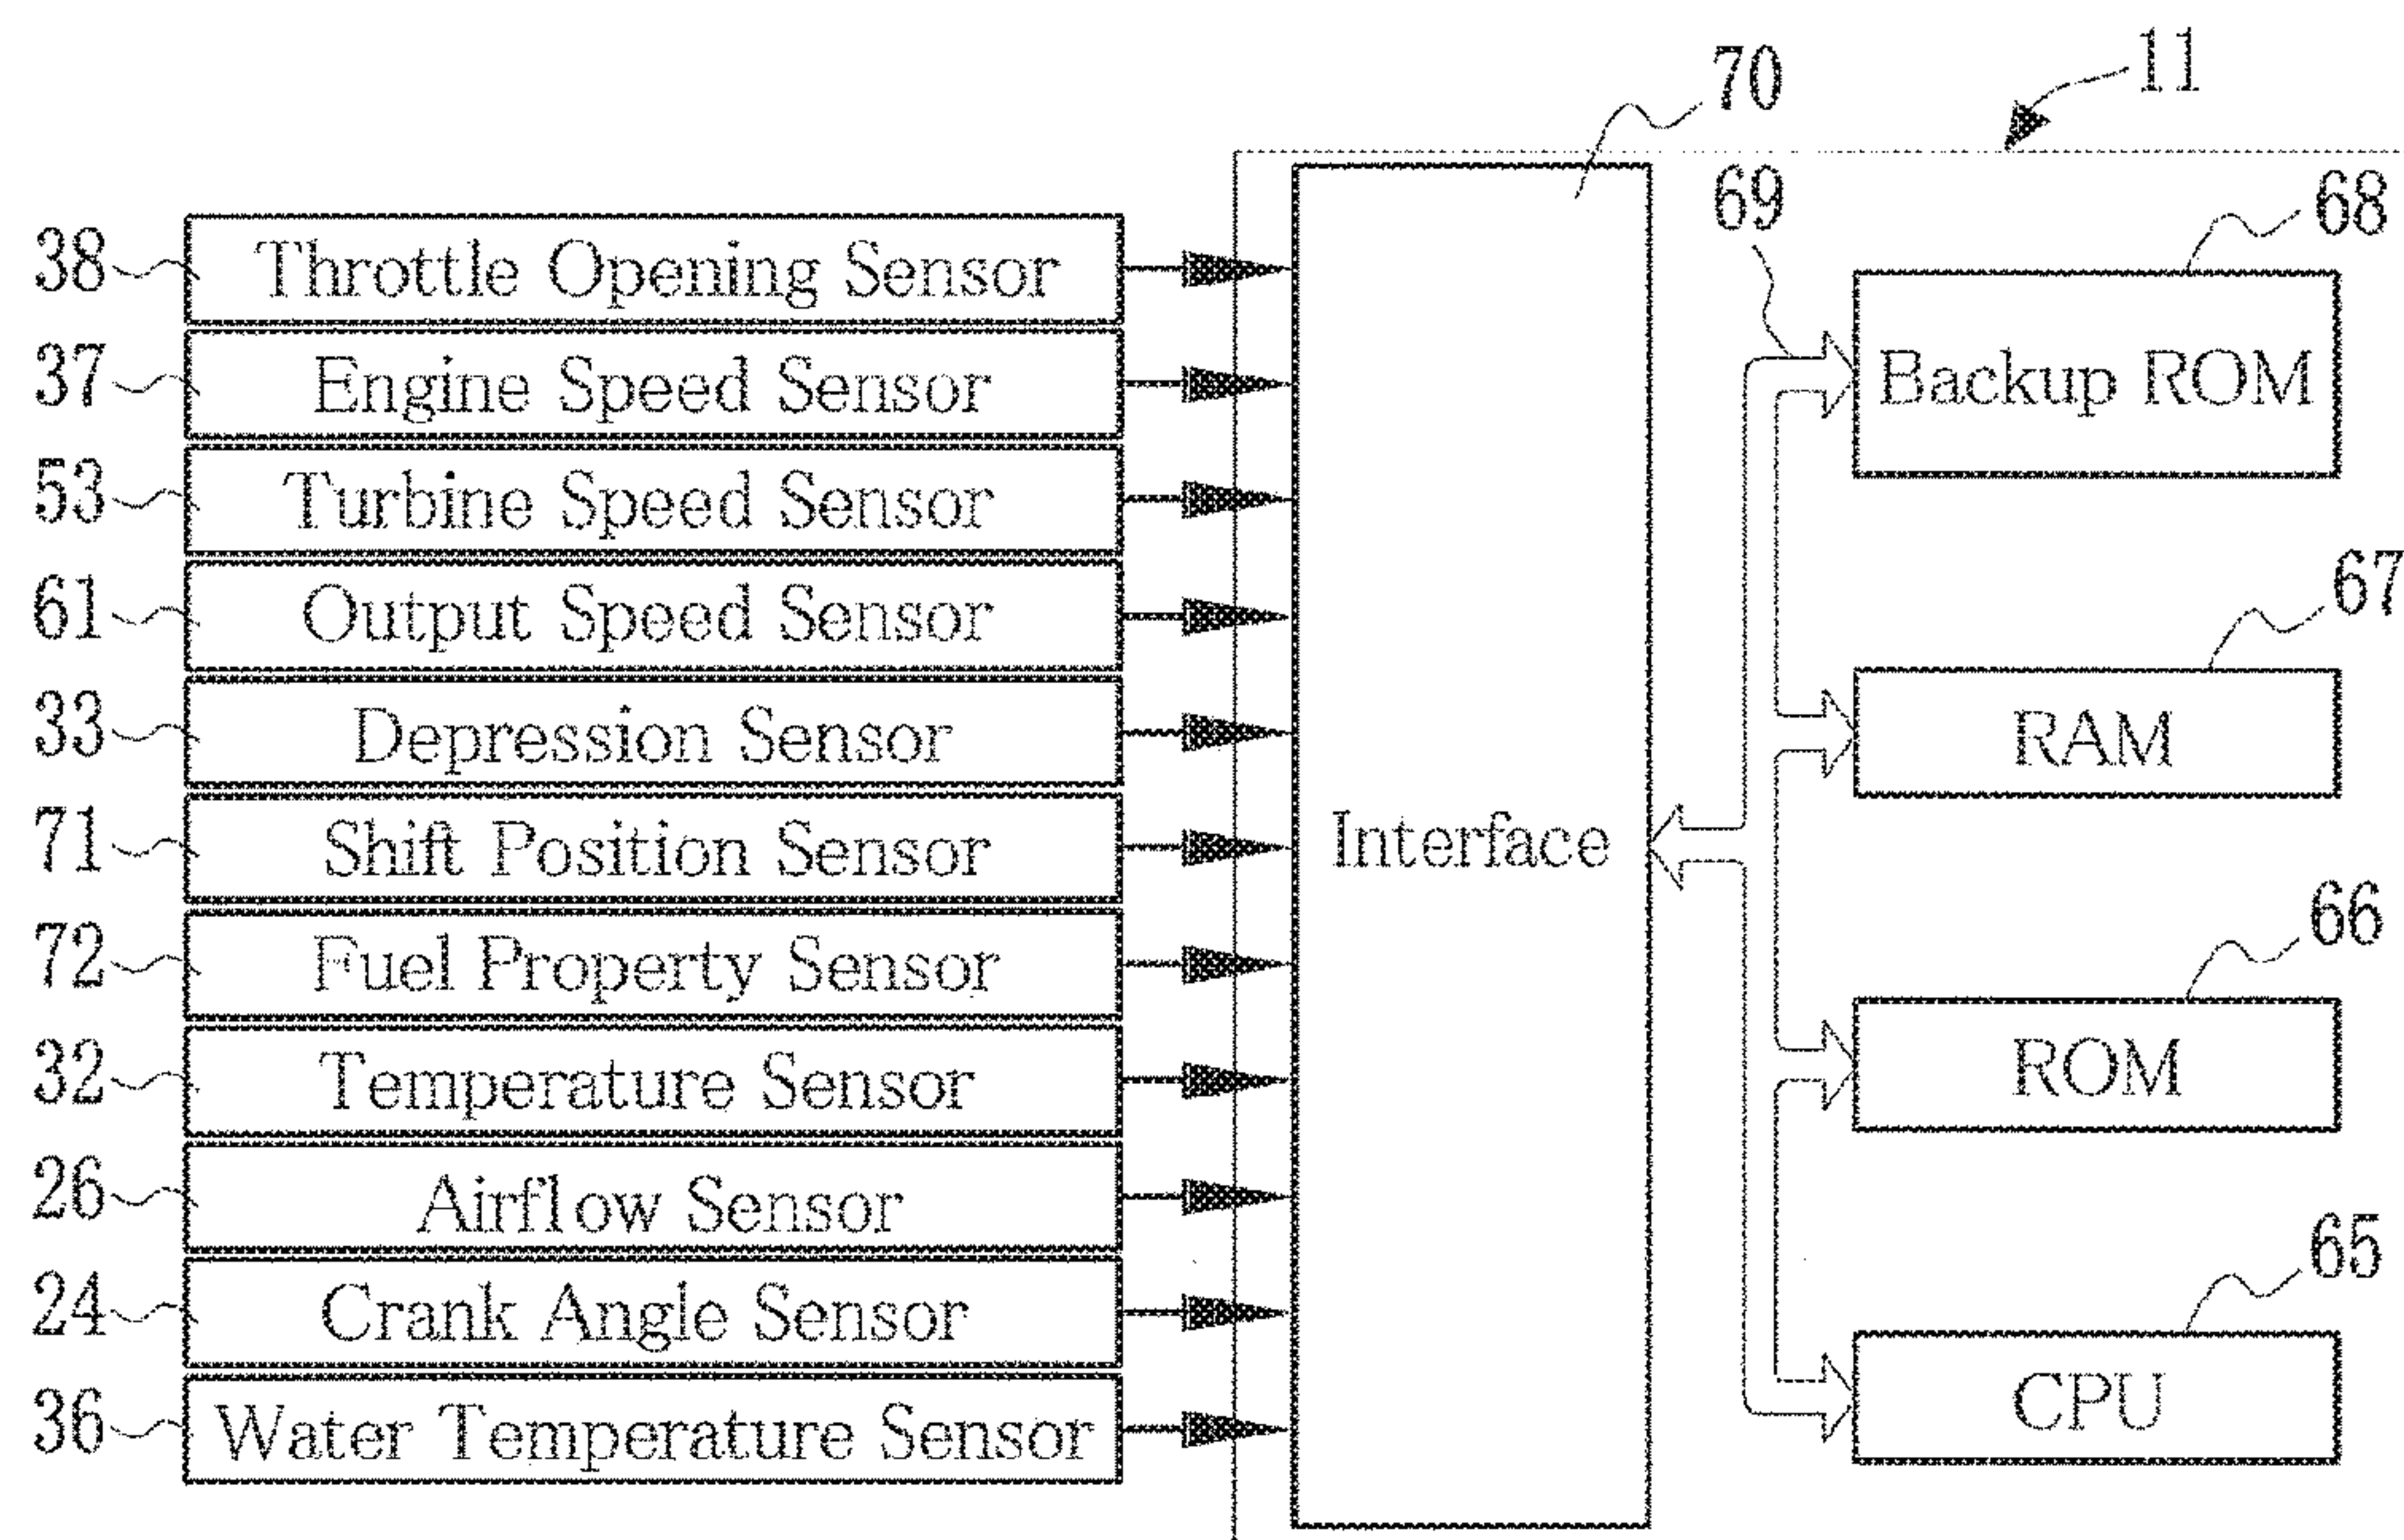 11
70
69
68
38 Throttle Opening Sensor
37 Engine Speed Sensor
Backup ROM
53 Turbine Speed Sensor
61 Output Speed Sensor
67
33 Depression Sensor
RAM
71 Shift Position Sensor
Interface
72 Fuel Property Sensor
66
32 Temperature Sensor
ROM
26 Airflow Sensor
65
24 Crank Angle Sensor
CPU
36 Water Temperature Sensor